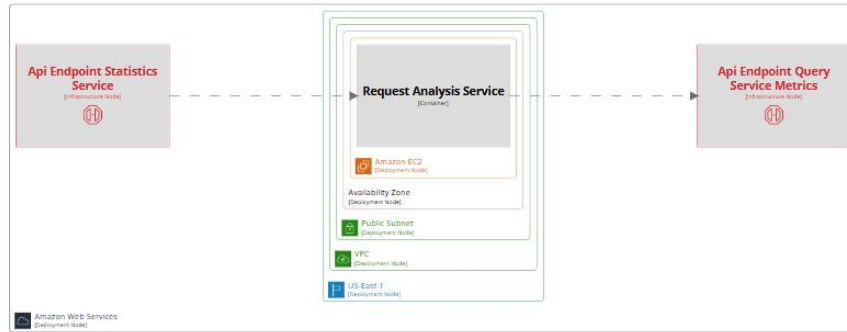 Api Endpoint Statistics
Service
[Infrastructure Node]
Request Analysis Service
[Container]
Api Endpoint Query
Service Metrics
[Infrastructure Node]
Amazon EC2
[Deployment Node]
Availability Zone
[Deployment Node]
Public Subnet
[Deployment Node]
VPC
[Deployment Node]
US-East-1
[Deployment Node]
Amazon Web Services
[Deployment Node]